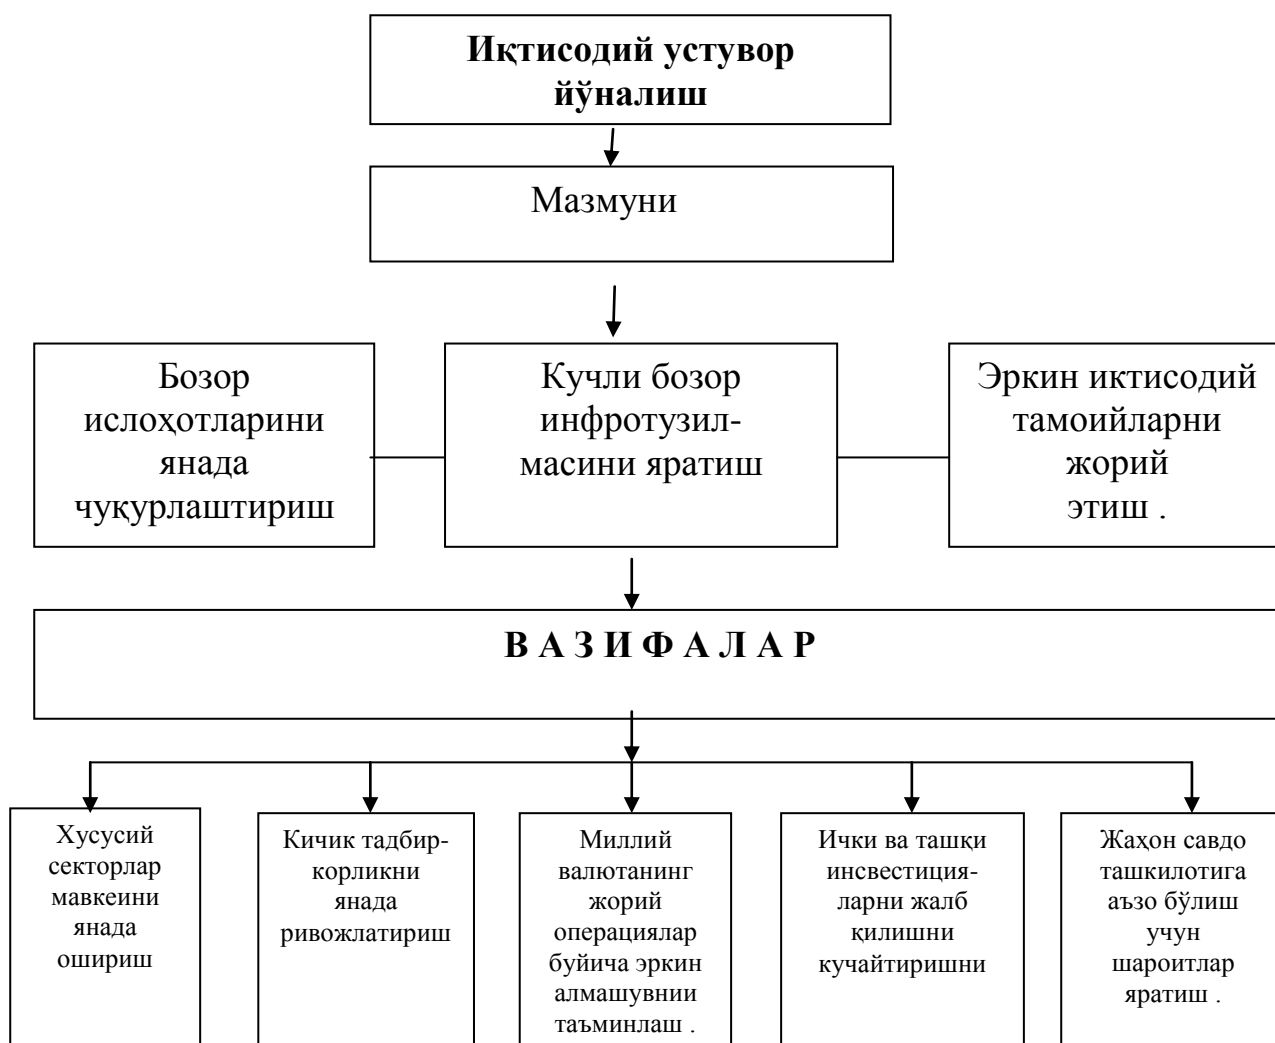 Иқтисодий устувор
йўналиш
Мазмуни
Бозор
ислоҳотларини
янада
чуқурлаштириш
Кучли бозор
инфротузил-
масини яратиш
Эркин иктисодий
тамоийларни
жорий
этиш .
В А З И Ф А Л А Р
Хусусий
секторлар
мавкеини
янада
ошириш
Кичик тадбир-
корликни
янада
ривожлатириш
Миллий
валютанинг
жорий
операциялар
буйича эркин
алмашувнии
таъминлаш .
Ички ва ташқи
инсвестиция-
ларни жалб
қилишни
кучайтиришни
Жаҳон савдо
ташкилотига
аъзо бўлиш
учун
шароитлар
яратиш .